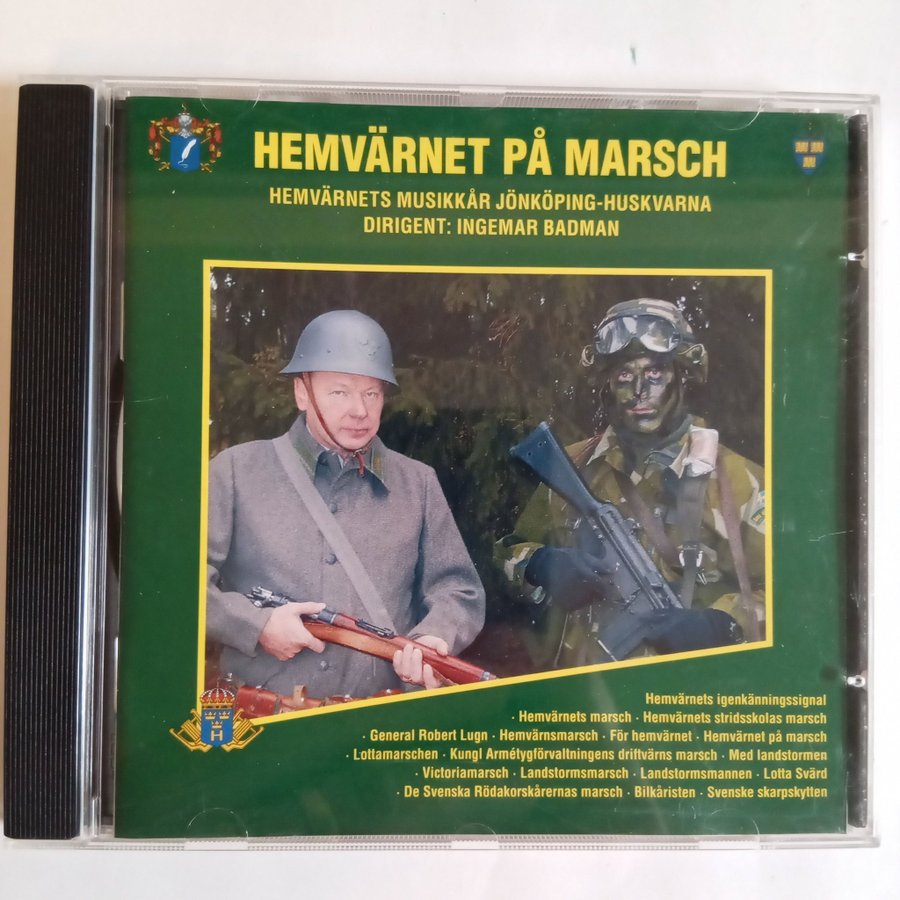 HEMVÄRNET PÅ MARSCH
HEMVÄRNETS MUSIKKÅR JÖNKÖPING-HUSKVARNA
DIRIGENT: INGEMAR BADMAN
Hemvärnets igenkänningssignal
· Hemvärnets marsch · Hemvärnets stridsskolas marsch
General Robert Lugn · Hemvärnsmarsch · För hemvärnet · Hemvärnet på marsch
· Lottamarschen · Kungl Armétygförvaltningens driftvärns marsch · Med landstormen
· Victoriamarsch · Landstormsmarsch · Landstormsmannen · Lotta Svärd
· De Svenska Rödakorskårernas marsch · Bilkåristen · Svenske skarpskytten
H